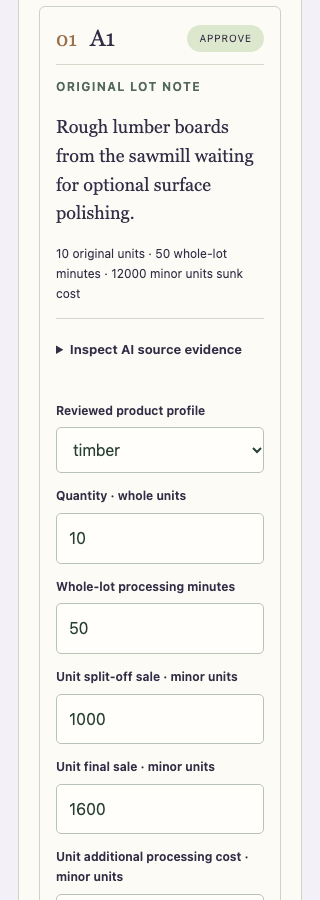 01 A1
APPROVE
ORIGINAL LOT NOTE
Rough lumber boards
from the sawmill waiting
for optional surface
polishing.
10 original units · 50 whole-lot
minutes · 12000 minor units sunk
cost
Inspect AI source evidence
Reviewed product profile
timber
Quantity · whole units
10
Whole-lot processing minutes
50
Unit split-off sale · minor units
1000
Unit final sale · minor units
1600
Unit additional processing cost ·
minor units